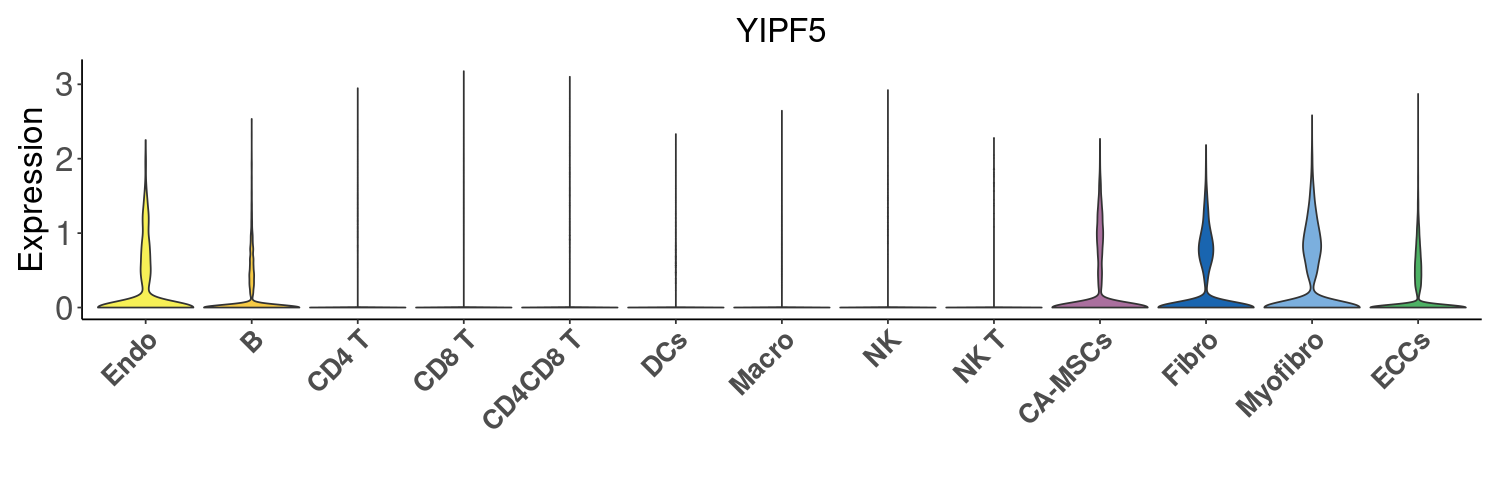 YIPF5
Expression
3
2
1
0
Endo
B
CD4 T
CD8 T
CD4CD8 T
DCs
Macro
NK
NK T
CA-MSCs
Fibro
Myofibro
ECCs